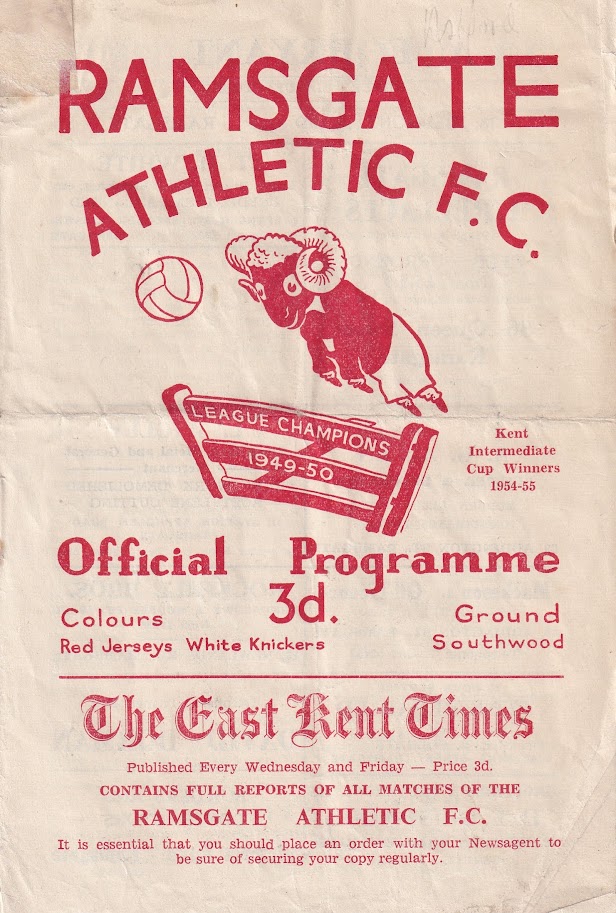 RAMSGATE
ATHLETIC F.C.
LEAGUE CHAMPIONS
1949-50
Kent
Intermediate
Cup Winners
1954-55
Official Programme
3d.
Colours
Red Jerseys White Knickers
Ground
Southwood
The East Kent Times
Published Every Wednesday and Friday — Price 3d.
CONTAINS FULL REPORTS OF ALL MATCHES OF THE
RAMSGATE ATHLETIC F.C.
It is essential that you should place an order with your Newsagent to
be sure of securing your copy regularly.